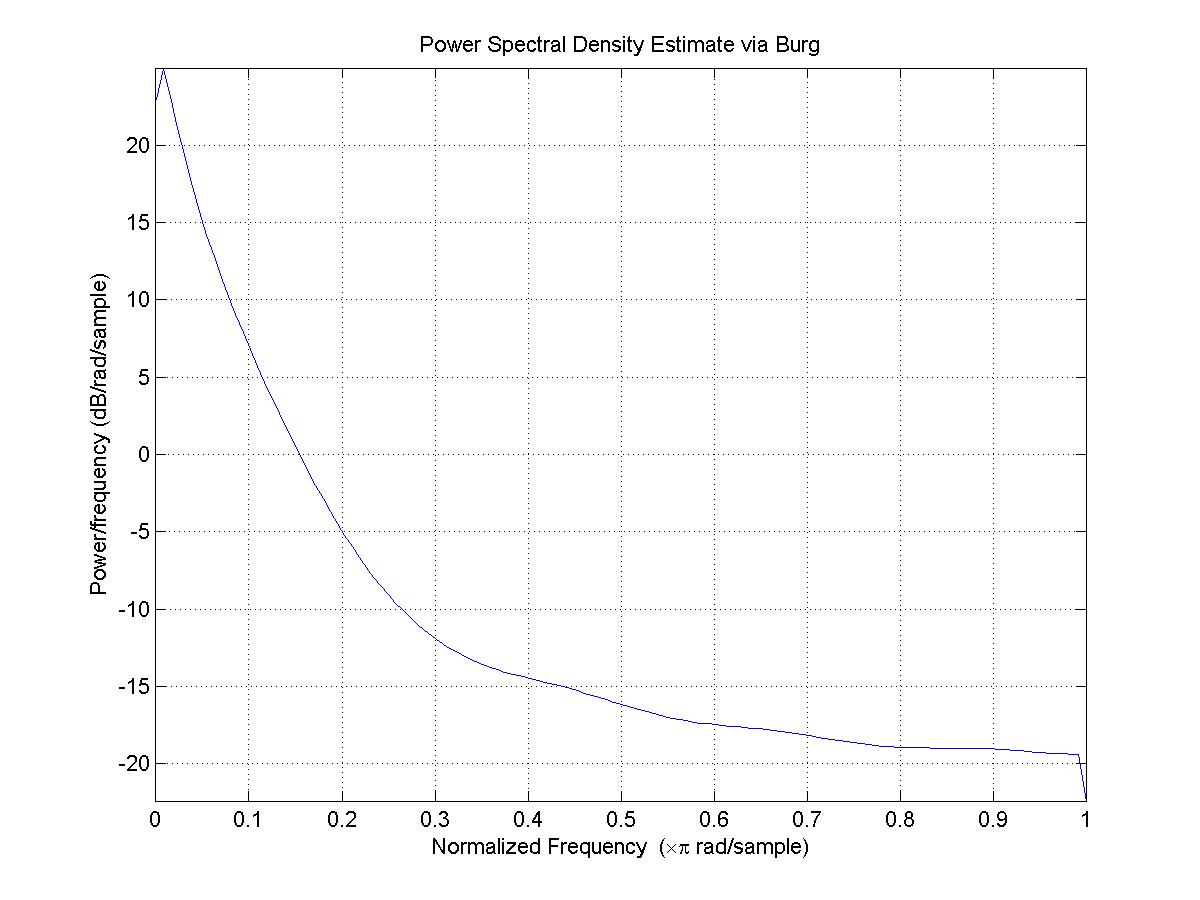 Power Spectral Density Estimate via Burg
20
15
10
5
0
-5
-10
-15
-20
Power/frequency (dB/rad/sample)
0 0.1 0.2 0.3 0.4 0.5 0.6 0.7 0.8 0.9 1
Normalized Frequency (×π rad/sample)